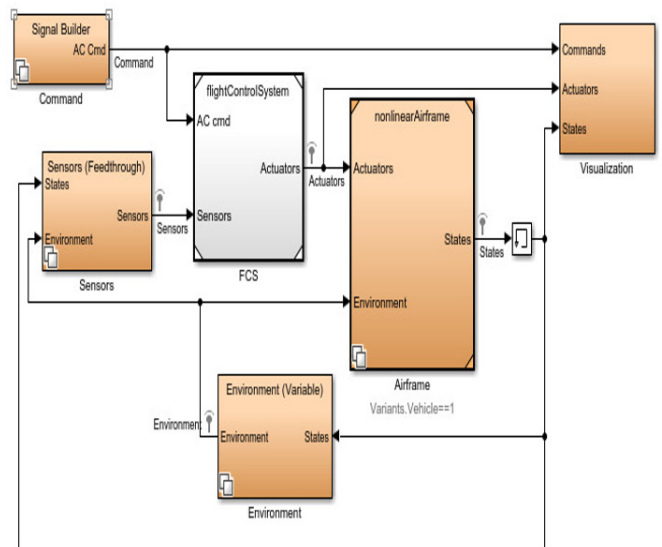 Signal Builder
AC Cmd
Command
Command
flightControlSystem
AC cmd
Actuators
Sensors
FCS
Actuators
nonlinearAirframe
Actuators
States
Environment
Airframe
Variants.Vehicle==1
States
Commands
Actuators
States
Visualization
Sensors (Feedthrough)
States
Sensors
Environment
Sensors
Sensors
Environment (Variable)
Environment
Environment
States
Environment